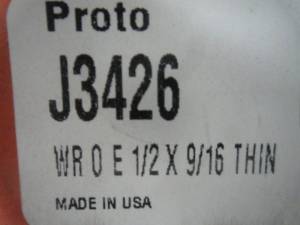 Proto
J3426
WR O E 1/2 X 9/16 THIN
MADE IN USA